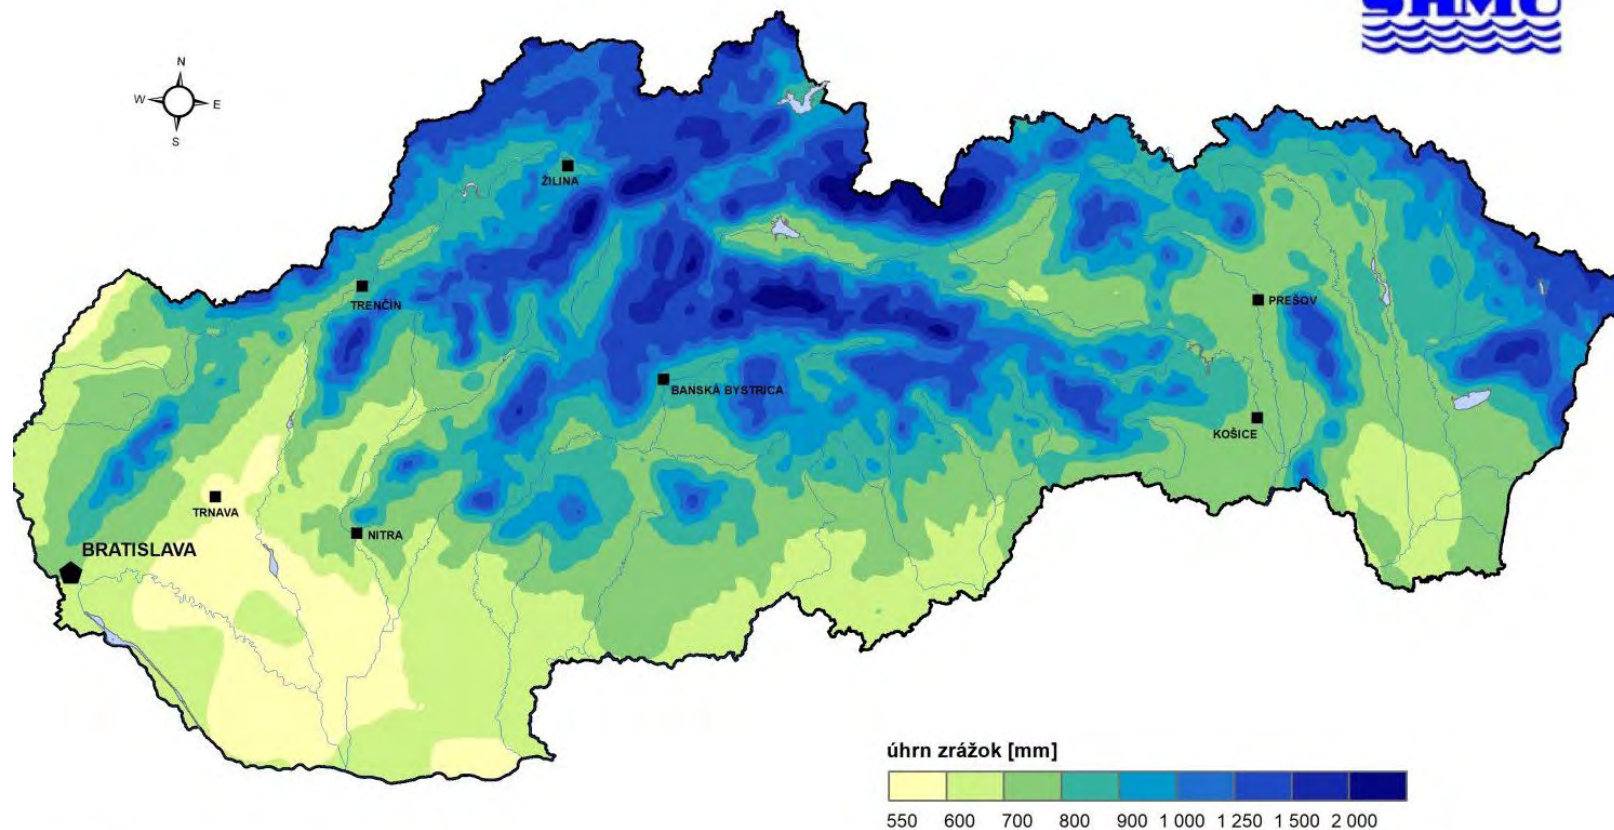 SHMÚ
N
W E
S
ŽILINA
TRENČÍN
PREŠOV
BANSKÁ BYSTRICA
KOŠICE
TRNAVA
NITRA
BRATISLAVA
úhrn zrážok [mm]
550 600 700 800 900 1 000 1 250 1 500 2 000